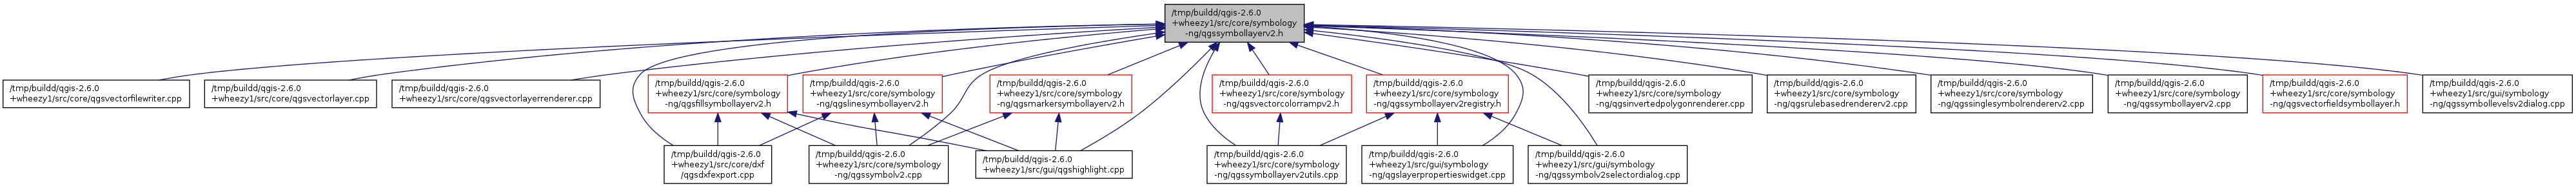 /tmp/buildd/qgis-2.6.0
+wheezy1/src/core/symbology
-ng/qgssymbollayerv2.h
/tmp/buildd/qgis-2.6.0
+wheezy1/src/core/qgsvectorfilewriter.cpp
/tmp/buildd/qgis-2.6.0
+wheezy1/src/core/qgsvectorlayer.cpp
/tmp/buildd/qgis-2.6.0
+wheezy1/src/core/qgsvectorlayerrenderer.cpp
/tmp/buildd/qgis-2.6.0
+wheezy1/src/core/symbology
-ng/qgsfillsymbollayerv2.h
/tmp/buildd/qgis-2.6.0
+wheezy1/src/core/symbology
-ng/qgslinesymbollayerv2.h
/tmp/buildd/qgis-2.6.0
+wheezy1/src/core/symbology
-ng/qgsmarkersymbollayerv2.h
/tmp/buildd/qgis-2.6.0
+wheezy1/src/core/symbology
-ng/qgsvectorcolorrampv2.h
/tmp/buildd/qgis-2.6.0
+wheezy1/src/core/symbology
-ng/qgssymbollayerv2registry.h
/tmp/buildd/qgis-2.6.0
+wheezy1/src/core/symbology
-ng/qgsinvertedpolygonrenderer.cpp
/tmp/buildd/qgis-2.6.0
+wheezy1/src/core/symbology
-ng/qgsrulebasedrendererv2.cpp
/tmp/buildd/qgis-2.6.0
+wheezy1/src/core/symbology
-ng/qgssinglesymbolrendererv2.cpp
/tmp/buildd/qgis-2.6.0
+wheezy1/src/core/symbology
-ng/qgssymbollayerv2.cpp
/tmp/buildd/qgis-2.6.0
+wheezy1/src/core/symbology
-ng/qgsvectorfieldsymbollayer.h
/tmp/buildd/qgis-2.6.0
+wheezy1/src/gui/symbology
-ng/qgssymbollevelsv2dialog.cpp
/tmp/buildd/qgis-2.6.0
+wheezy1/src/core/dxf
/qgsdxfexport.cpp
/tmp/buildd/qgis-2.6.0
+wheezy1/src/core/symbology
-ng/qgssymbolv2.cpp
/tmp/buildd/qgis-2.6.0
+wheezy1/src/gui/qgshighlight.cpp
/tmp/buildd/qgis-2.6.0
+wheezy1/src/core/symbology
-ng/qgssymbollayerv2utils.cpp
/tmp/buildd/qgis-2.6.0
+wheezy1/src/gui/symbology
-ng/qgslayerpropertieswidget.cpp
/tmp/buildd/qgis-2.6.0
+wheezy1/src/gui/symbology
-ng/qgssymbolv2selectordialog.cpp